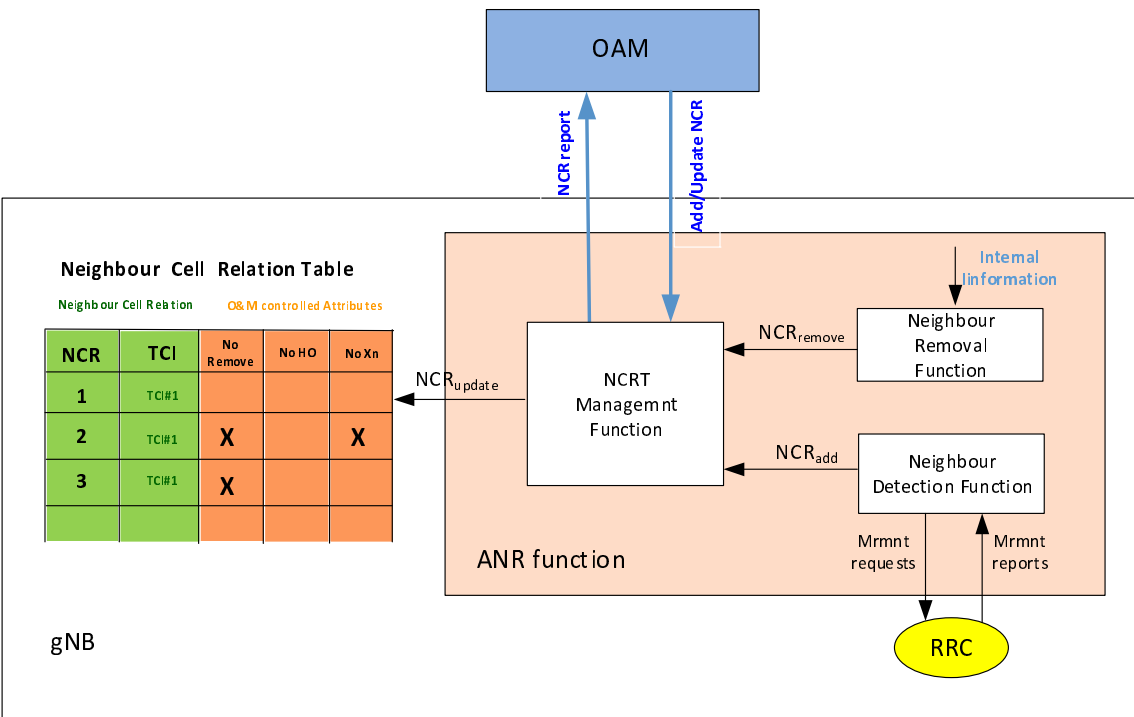 OAM
NCR report
Add/Update NCR
Neighbour Cell Relation Table
Neighbour Cell Relation
O&M controlled Attributes
NCR
TCI
No
Remove
No HO
No Xn
1
TCI#1
2
TCI#1
X
X
3
TCI#1
X
NCRupdate
NCRT
Managemnt
Function
NCRremove
NCRadd
Internal
Iinformation
Neighbour
Removal
Function
Neighbour
Detection Function
Mrmnt
requests
Mrmnt
reports
ANR function
RRC
gNB